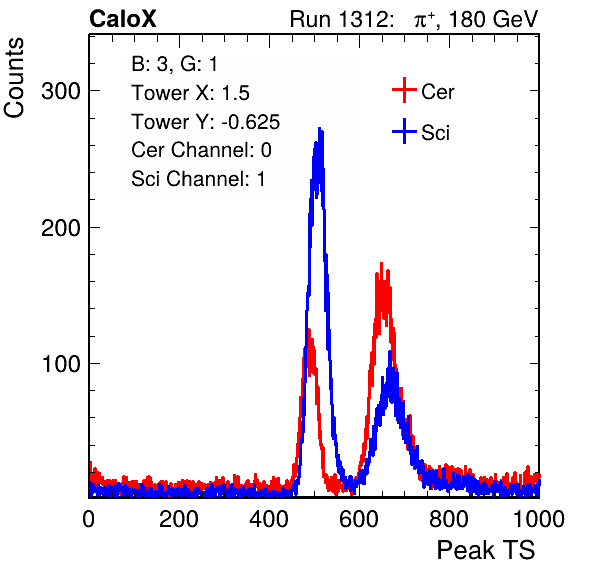 CaloX Run 1312: π⁺, 180 GeV
Counts
B: 3, G: 1
Tower X: 1.5
Tower Y: -0.625
Cer Channel: 0
Sci Channel: 1
Cer
Sci
300
200
100
0 200 400 600 800 1000
Peak TS